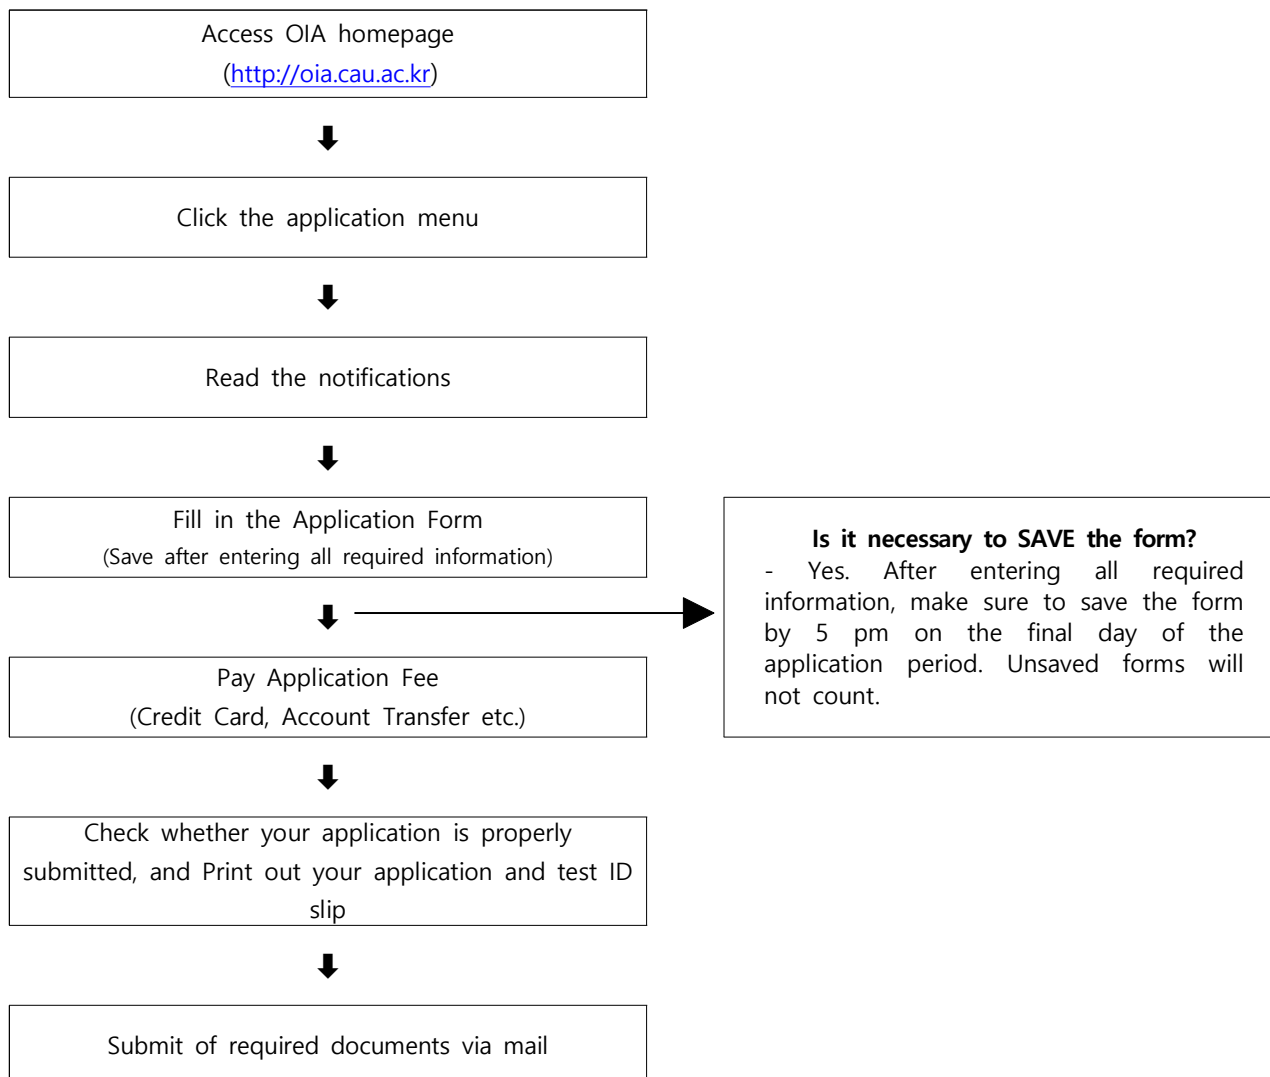 Access OIA homepage
(http://oia.cau.ac.kr)
Click the application menu
Read the notifications
Fill in the Application Form
(Save after entering all required information)
Is it necessary to SAVE the form?
- Yes. After entering all required
information, make sure to save the form
by 5 pm on the final day of the
application period. Unsaved forms will
not count.
Pay Application Fee
(Credit Card, Account Transfer etc.)
Check whether your application is properly
submitted, and Print out your application and test ID
slip
Submit of required documents via mail